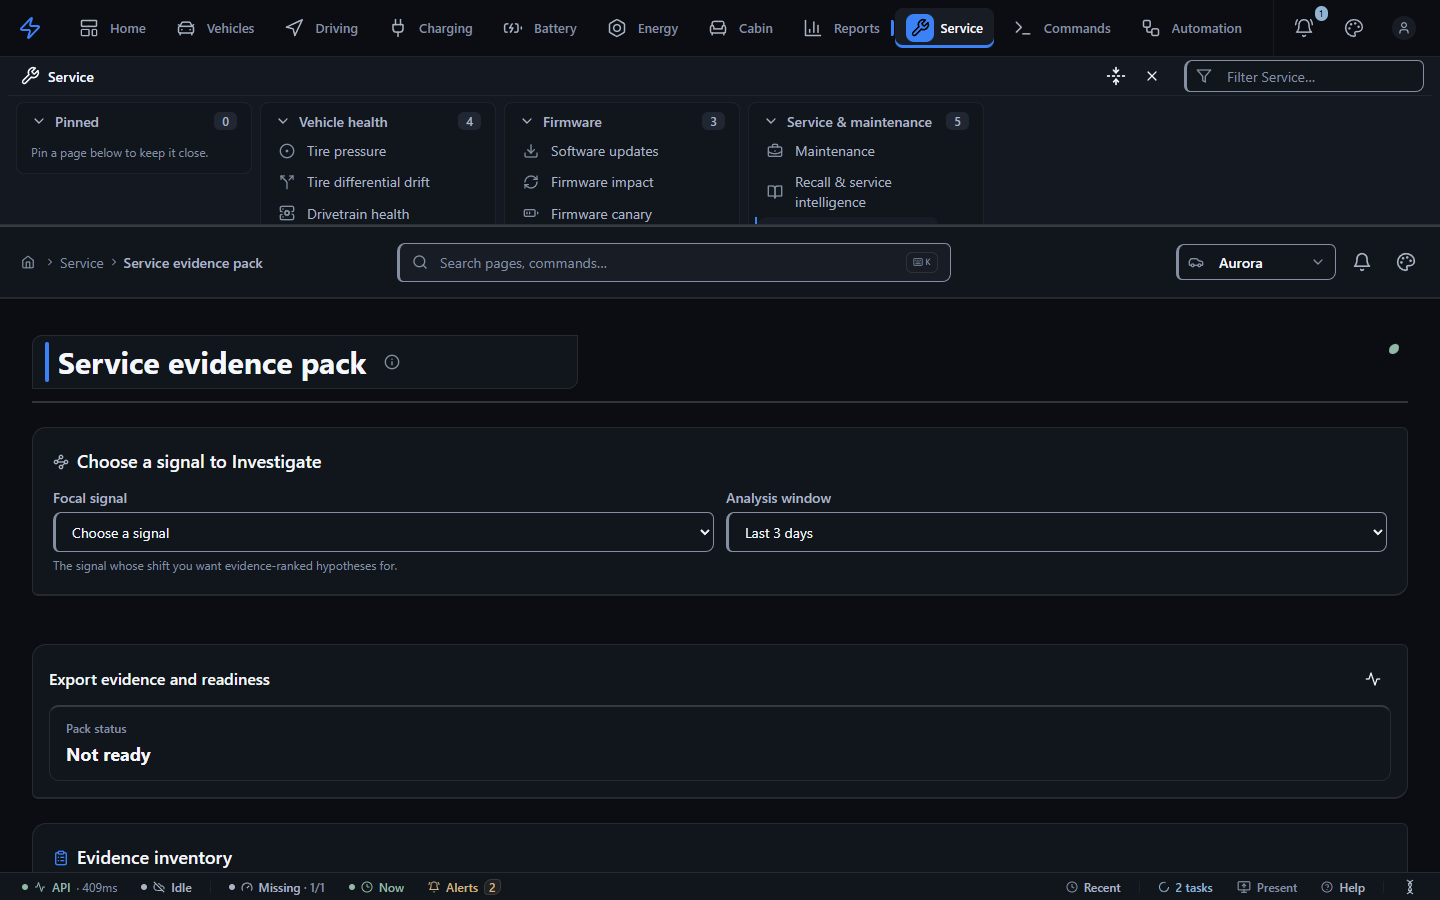 Home
Vehicles
Driving
Charging
Battery
Energy
Cabin
Reports
Service
Commands
Automation
1
Service
Filter Service...
Pinned 0
Pin a page below to keep it close.
Vehicle health 4
Tire pressure
Tire differential drift
Drivetrain health
Firmware 3
Software updates
Firmware impact
Firmware canary
Service & maintenance 5
Maintenance
Recall & service
intelligence
Service
Service evidence pack
Search pages, commands...
K
Aurora
Service evidence pack
Choose a signal to Investigate
Focal signal
Choose a signal
The signal whose shift you want evidence-ranked hypotheses for.
Analysis window
Last 3 days
Export evidence and readiness
Pack status
Not ready
Evidence inventory
API · 409ms
Idle
Missing · 1/1
Now
Alerts 2
Recent
2 tasks
Present
Help